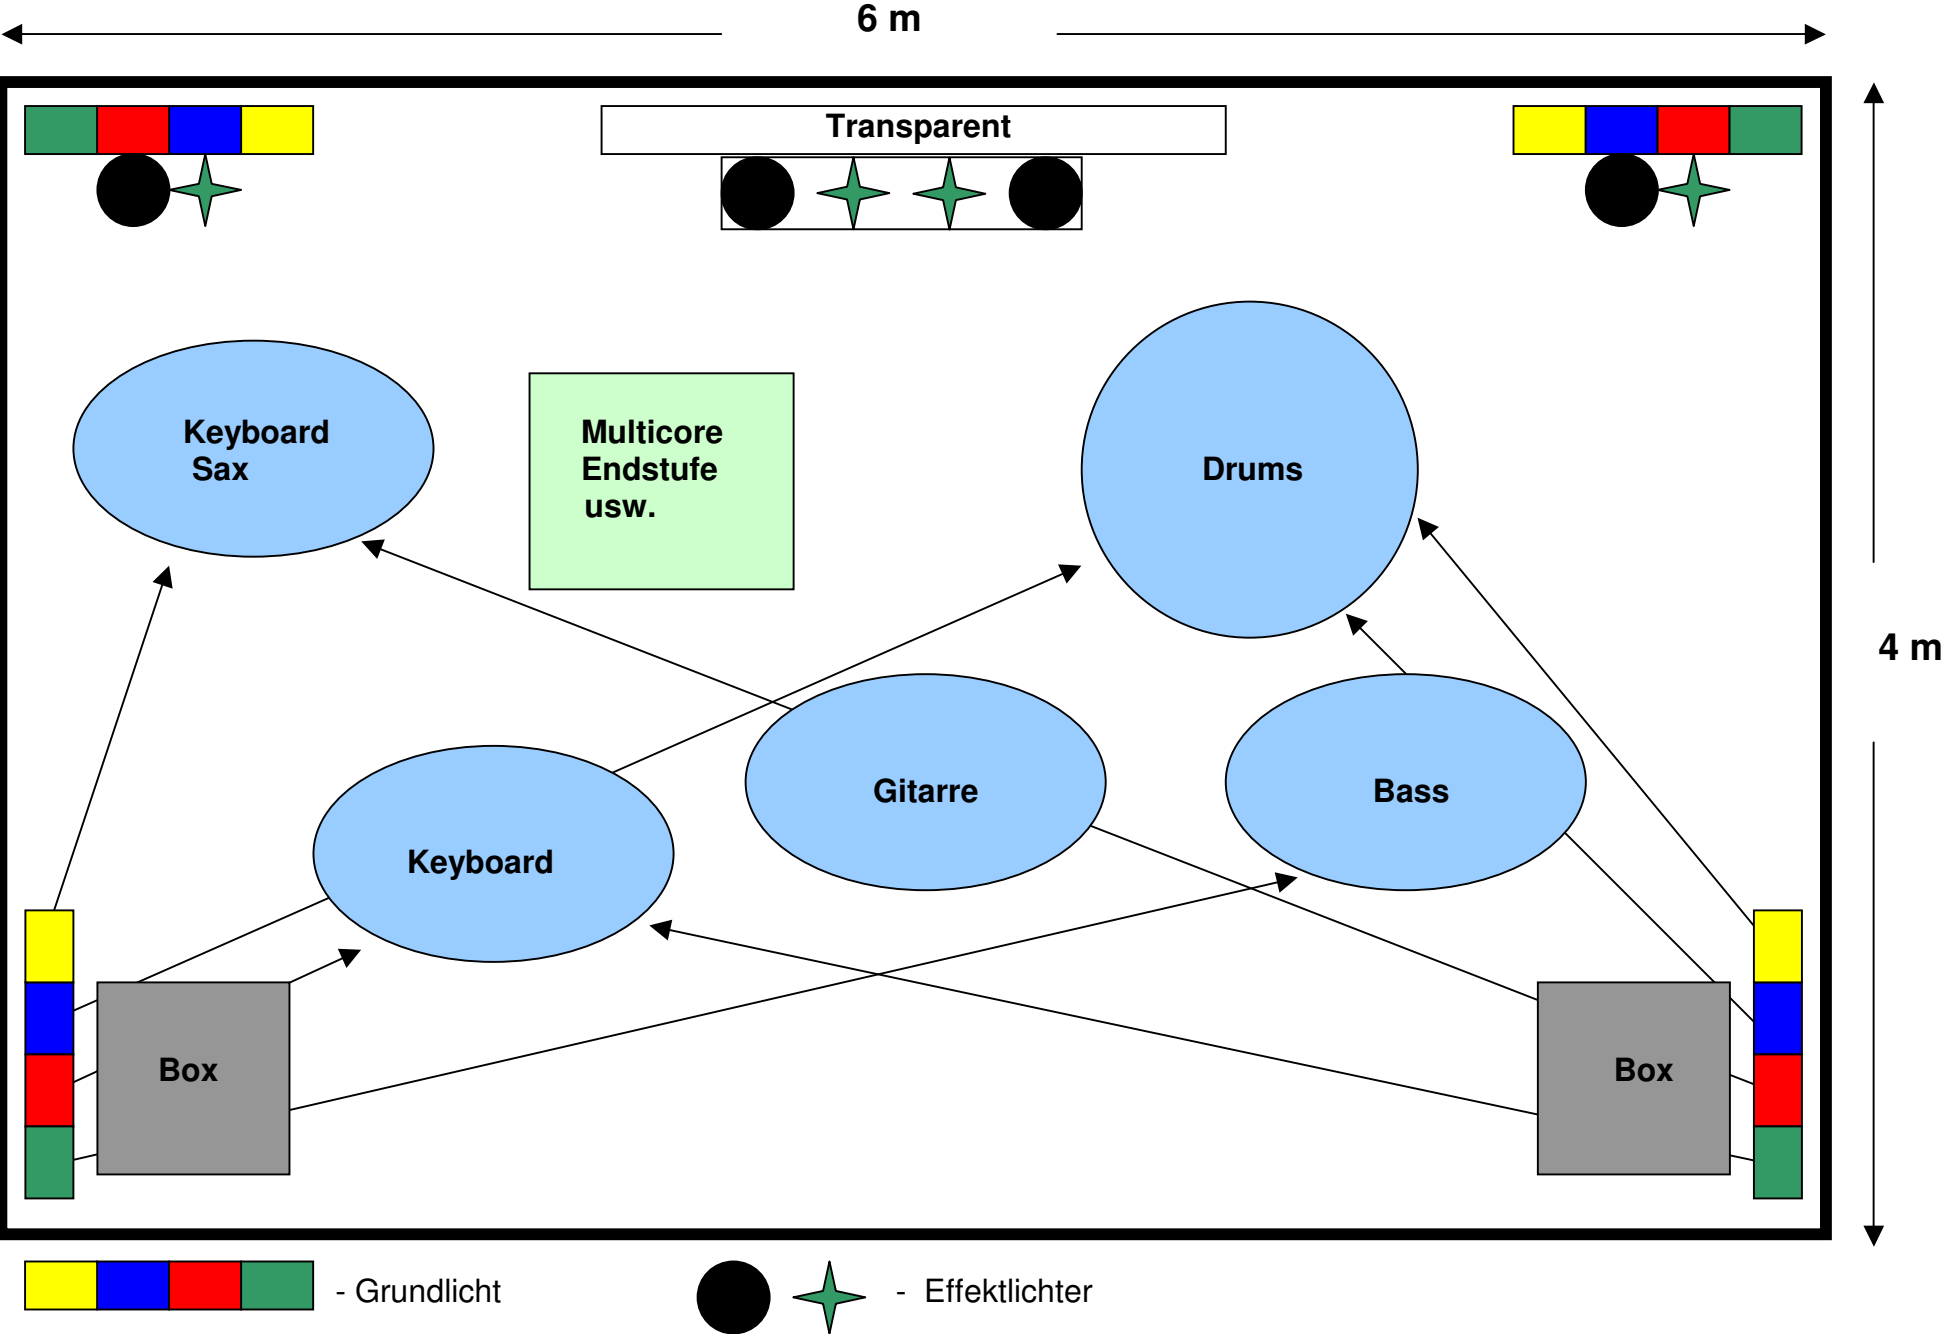 6 m
Transparent
Keyboard
Sax
Multicore
Endstufe
usw.
Drums
4 m
Gitarre
Bass
Keyboard
Box
Box
- Grundlicht
- Effektlichter